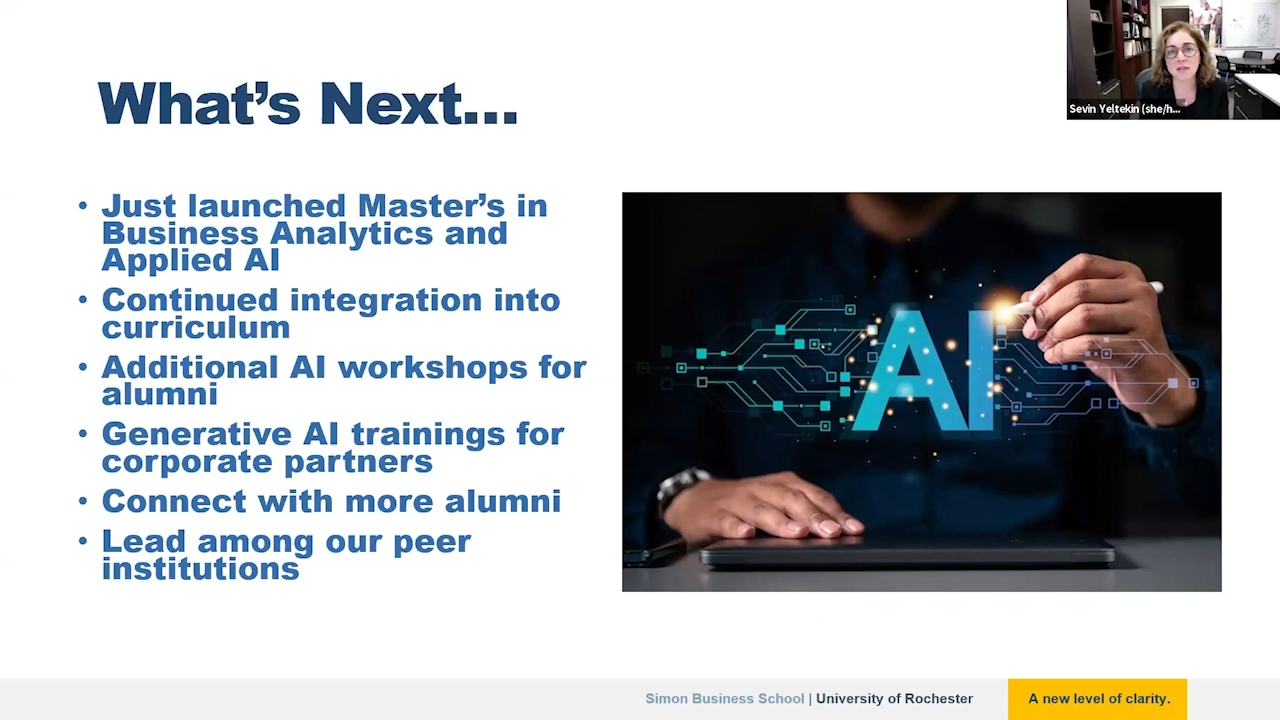 Sevin Yeltekin (she/h...
What's Next...
• Just launched Master's in
Business Analytics and
Applied AI
• Continued integration into
curriculum
• Additional AI workshops for
alumni
• Generative AI trainings for
corporate partners
• Connect with more alumni
• Lead among our peer
institutions
AI
Simon Business School | University of Rochester
A new level of clarity.